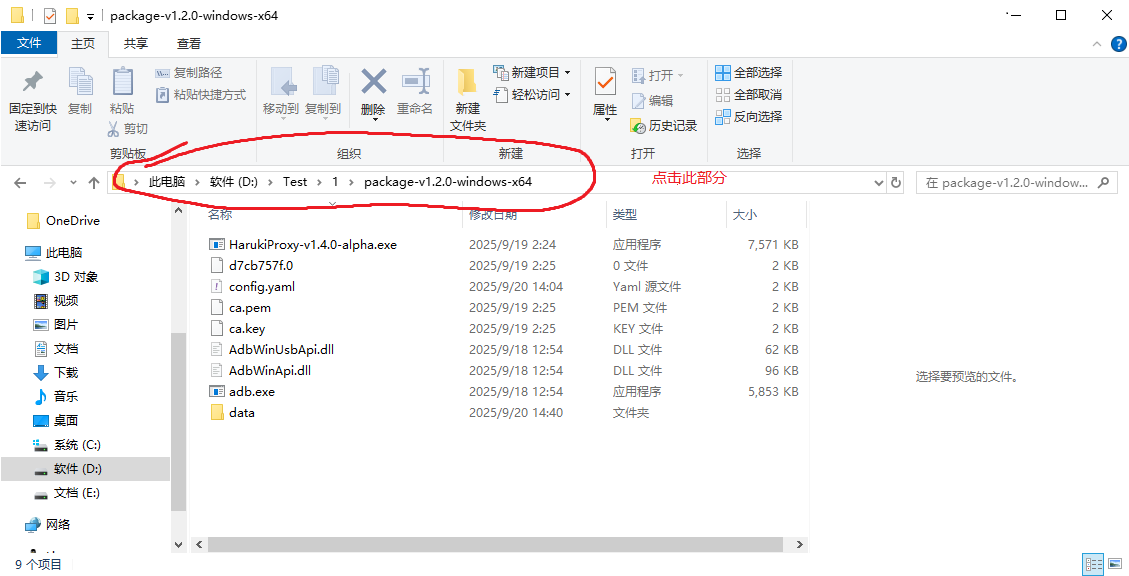 package-v1.2.0-windows-x64
文件 主页 共享 查看
固定到快速访问
复制
粘贴
复制路径
粘贴快捷方式
剪切
剪贴板
移动到
复制到
删除
重命名
组织
新建文件夹
新建项目
轻松访问
新建
属性
打开
编辑
历史记录
打开
全部选择
全部取消
反向选择
选择
此电脑 软件 (D:) Test 1 package-v1.2.0-windows-x64
点击此部分
在 package-v1.2.0-window...
OneDrive
此电脑
3D 对象
视频
图片
文档
下载
音乐
桌面
系统 (C:)
软件 (D:)
文档 (E:)
网络
名称 修改日期 类型 大小
HarukiProxy-v1.4.0-alpha.exe 2025/9/19 2:24 应用程序 7,571 KB
d7cb757f.0 2025/9/19 2:25 0 文件 2 KB
config.yaml 2025/9/20 14:04 Yaml 源文件 2 KB
ca.pem 2025/9/19 2:25 PEM 文件 2 KB
ca.key 2025/9/19 2:25 KEY 文件 2 KB
AdbWinUsbApi.dll 2025/9/18 12:54 DLL 文件 62 KB
AdbWinApi.dll 2025/9/18 12:54 DLL 文件 96 KB
adb.exe 2025/9/18 12:54 应用程序 5,853 KB
data 2025/9/20 14:40 文件夹
选择要预览的文件。
9 个项目